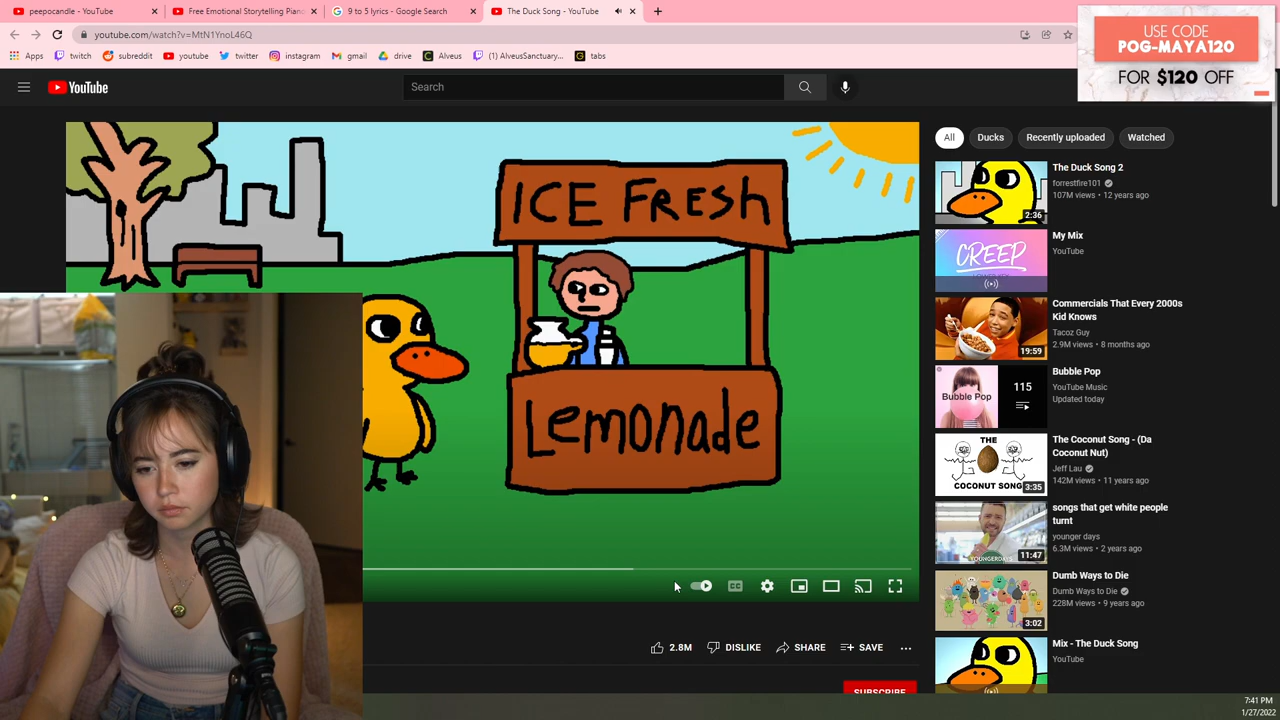 peepocandle - YouTube
Free Emotional Storytelling Pian
9 to 5 lyrics - Google Search
The Duck Song - YouTube
youtube.com/watch?v=MtN1YnoL46Q
Apps
twitch
subreddit
youtube
twitter
instagram
gmail
drive
Alveus
(1) AlveusSanctuary...
tabs
USE CODE
POG-MAYA120
FOR $120 OFF
YouTube
Search
All
Ducks
Recently uploaded
Watched
ICE FResh
Lemonade
2:36
The Duck Song 2
forrestfire101
107M views • 12 years ago
CREEP
My Mix
YouTube
19:59
Commercials That Every 2000s
Kid Knows
Tacoz Guy
2.9M views • 8 months ago
Bubble Pop
115
Bubble Pop
YouTube Music
Updated today
THE
COCONUT SONG
3:35
The Coconut Song - (Da
Coconut Nut)
Jeff Lau
142M views • 11 years ago
YOUNGERDAYS
11:47
songs that get white people
turnt
younger days
6.3M views • 2 years ago
3:02
Dumb Ways to Die
Dumb Ways to Die
228M views • 9 years ago
Mix - The Duck Song
YouTube
CC
2.8M
DISLIKE
SHARE
SAVE
SUBSCRIBE
7:41 PM
1/27/2022